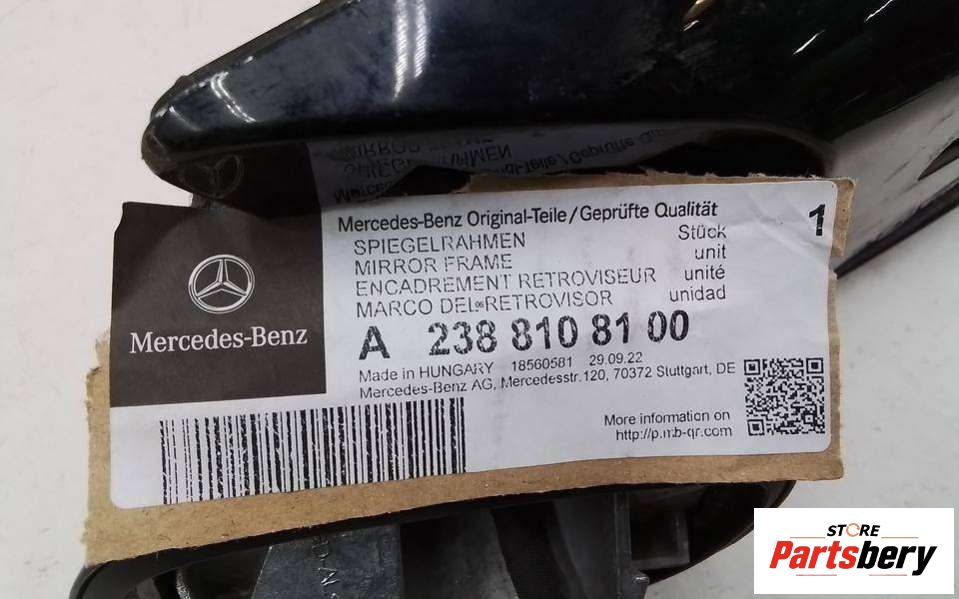 Mercedes-Benz Original-Teile/Geprüfte Qualität
1
SPIEGELRAHMEN Stück
MIRROR FRAME unit
ENCADREMENT RETROVISEUR unité
MARCO DEL RETROVISOR unidad
Mercedes-Benz
A 238 810 81 00
Made in HUNGARY 18560581 29.09.22
Mercedes-Benz AG, Mercedesstr.120, 70372 Stuttgart, DE
More information on
http://p.mb-qr.com
STORE
Partsbery